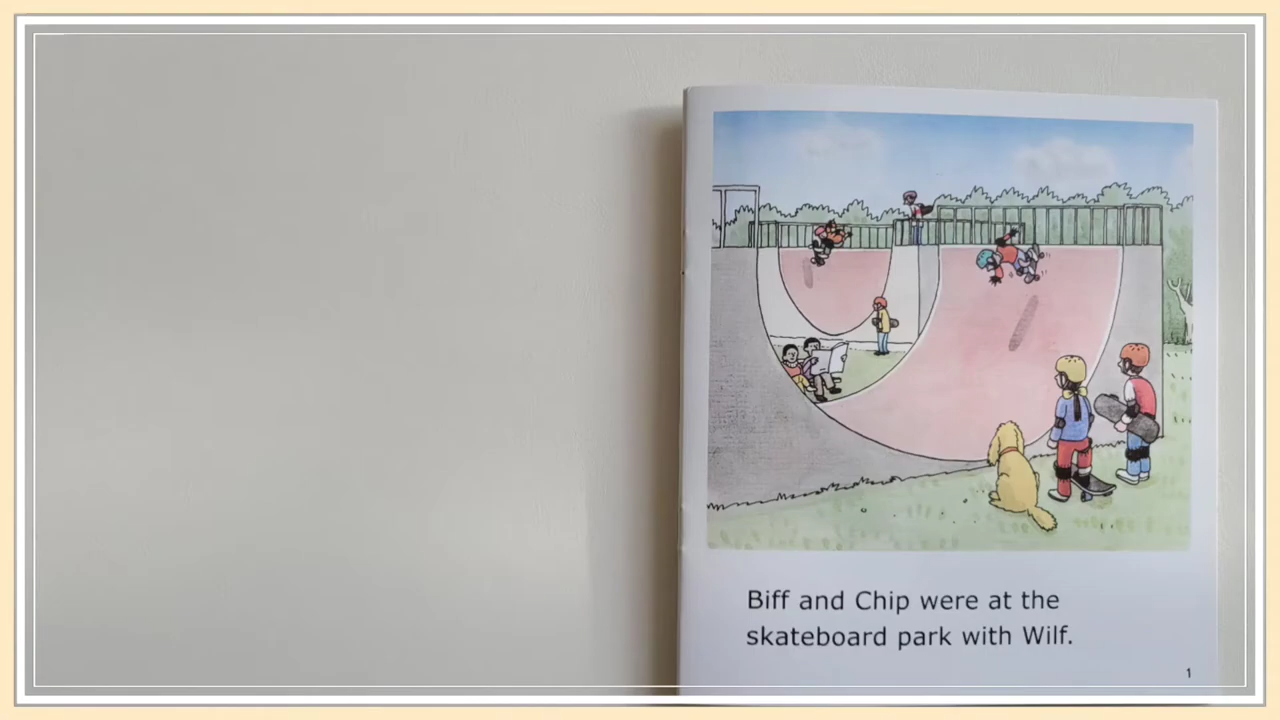 Biff and Chip were at the
skateboard park with Wilf.
1